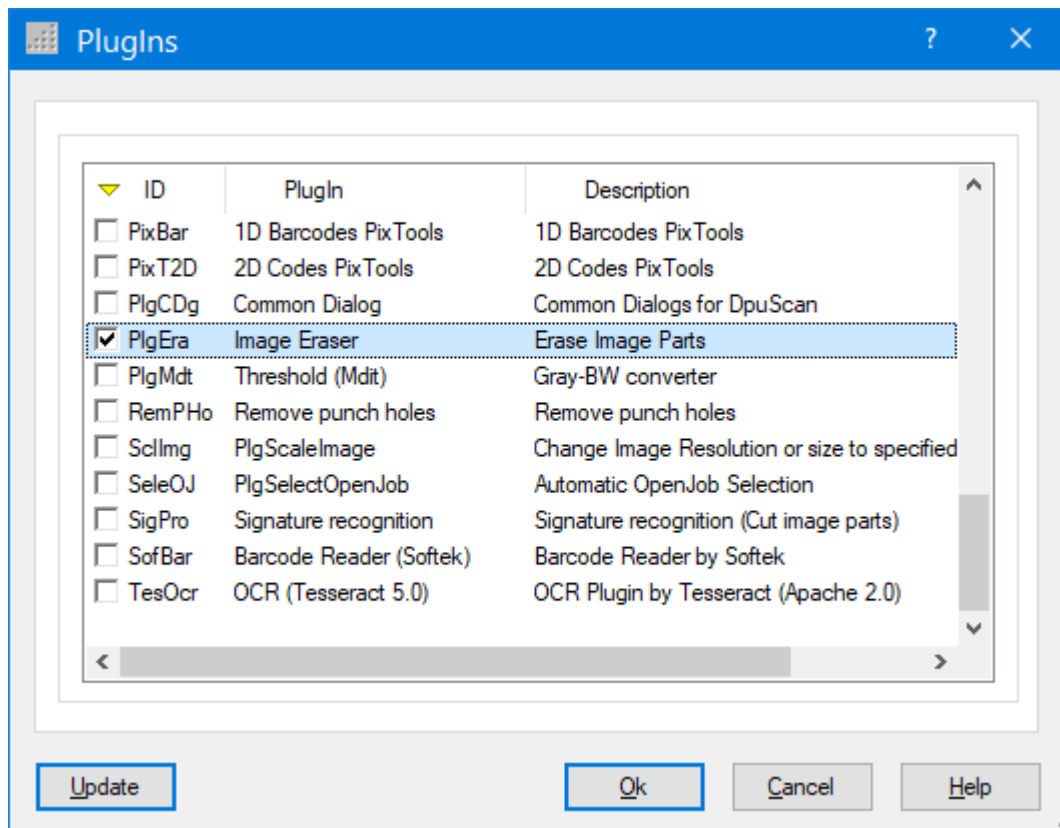 PlugIns ?
ID PlugIn Description
PixBar 1D Barcodes PixTools 1D Barcodes PixTools
PixT2D 2D Codes PixTools 2D Codes PixTools
PlgCDg Common Dialog Common Dialogs for DpuScan
PlgEra Image Eraser Erase Image Parts
PlgMdt Threshold (Mdit) Gray-BW converter
RemPHo Remove punch holes Remove punch holes
SclImg PlgScaleImage Change Image Resolution or size to specified
SeleOJ PlgSelectOpenJob Automatic OpenJob Selection
SigPro Signature recognition Signature recognition (Cut image parts)
SofBar Barcode Reader (Softek) Barcode Reader by Softek
TesOcr OCR (Tesseract 5.0) OCR Plugin by Tesseract (Apache 2.0)
Update Ok Cancel Help